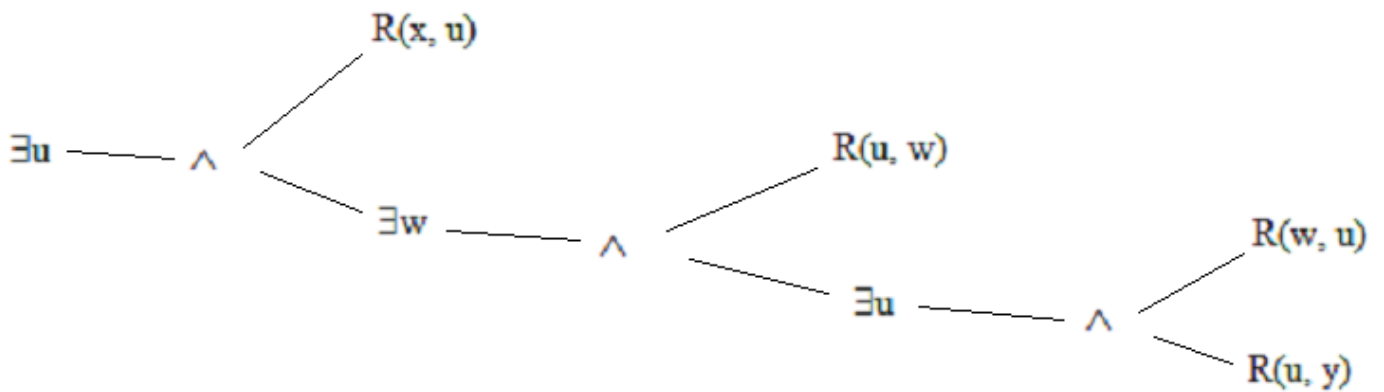 R(x, u)
∃u
∧
R(u, w)
∃w
∧
R(w, u)
∃u
∧
R(u, y)